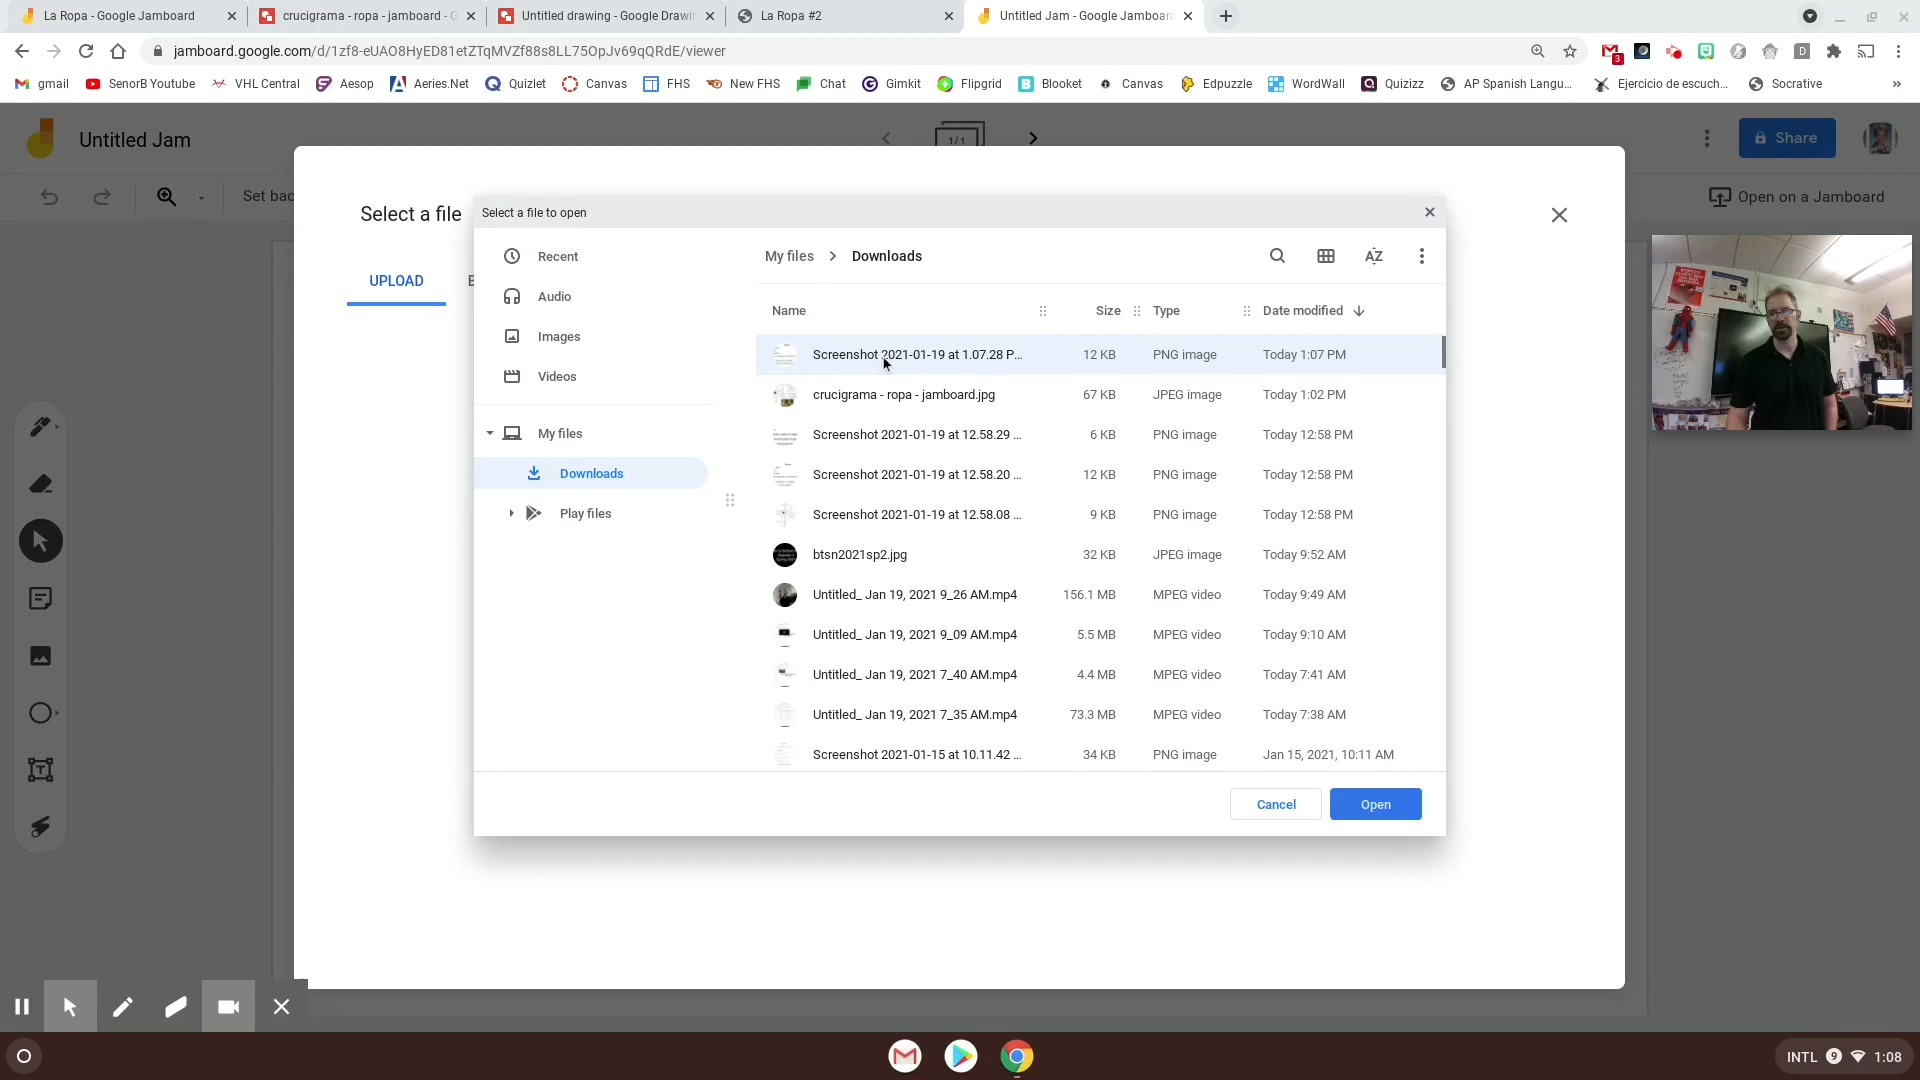 La Ropa - Google Jamboard
crucigrama - ropa - jamboard - G
Untitled drawing - Google Drawin
La Ropa #2
Untitled Jam - Google Jamboard
jamboard.google.com/d/1zf8-eUAO8HyED81etZTqMVZf88s8LL75OpJv69qQRdE/viewer
3
gmail
SenorB Youtube
VHL Central
Aesop
Aeries.Net
Quizlet
Canvas
FHS
New FHS
Chat
Gimkit
Flipgrid
Blooket
Canvas
Edpuzzle
WordWall
Quizizz
AP Spanish Langu...
Ejercicio de escuch...
Socrative
Untitled Jam
1/1
Share
Set bac
Open on a Jamboard
Select a file
UPLOAD
B
Select a file to open
Recent
Audio
Images
Videos
My files
Downloads
Play files
My files
Downloads
Name Size Type Date modified
Screenshot 2021-01-19 at 1.07.28 P... 12 KB PNG image Today 1:07 PM
crucigrama - ropa - jamboard.jpg 67 KB JPEG image Today 1:02 PM
Screenshot 2021-01-19 at 12.58.29 ... 6 KB PNG image Today 12:58 PM
Screenshot 2021-01-19 at 12.58.20 ... 12 KB PNG image Today 12:58 PM
Screenshot 2021-01-19 at 12.58.08 ... 9 KB PNG image Today 12:58 PM
btsn2021sp2.jpg 32 KB JPEG image Today 9:52 AM
Untitled_ Jan 19, 2021 9_26 AM.mp4 156.1 MB MPEG video Today 9:49 AM
Untitled_ Jan 19, 2021 9_09 AM.mp4 5.5 MB MPEG video Today 9:10 AM
Untitled_ Jan 19, 2021 7_40 AM.mp4 4.4 MB MPEG video Today 7:41 AM
Untitled_ Jan 19, 2021 7_35 AM.mp4 73.3 MB MPEG video Today 7:38 AM
Screenshot 2021-01-15 at 10.11.42 ... 34 KB PNG image Jan 15, 2021, 10:11 AM
Cancel
Open
INTL 9 1:08